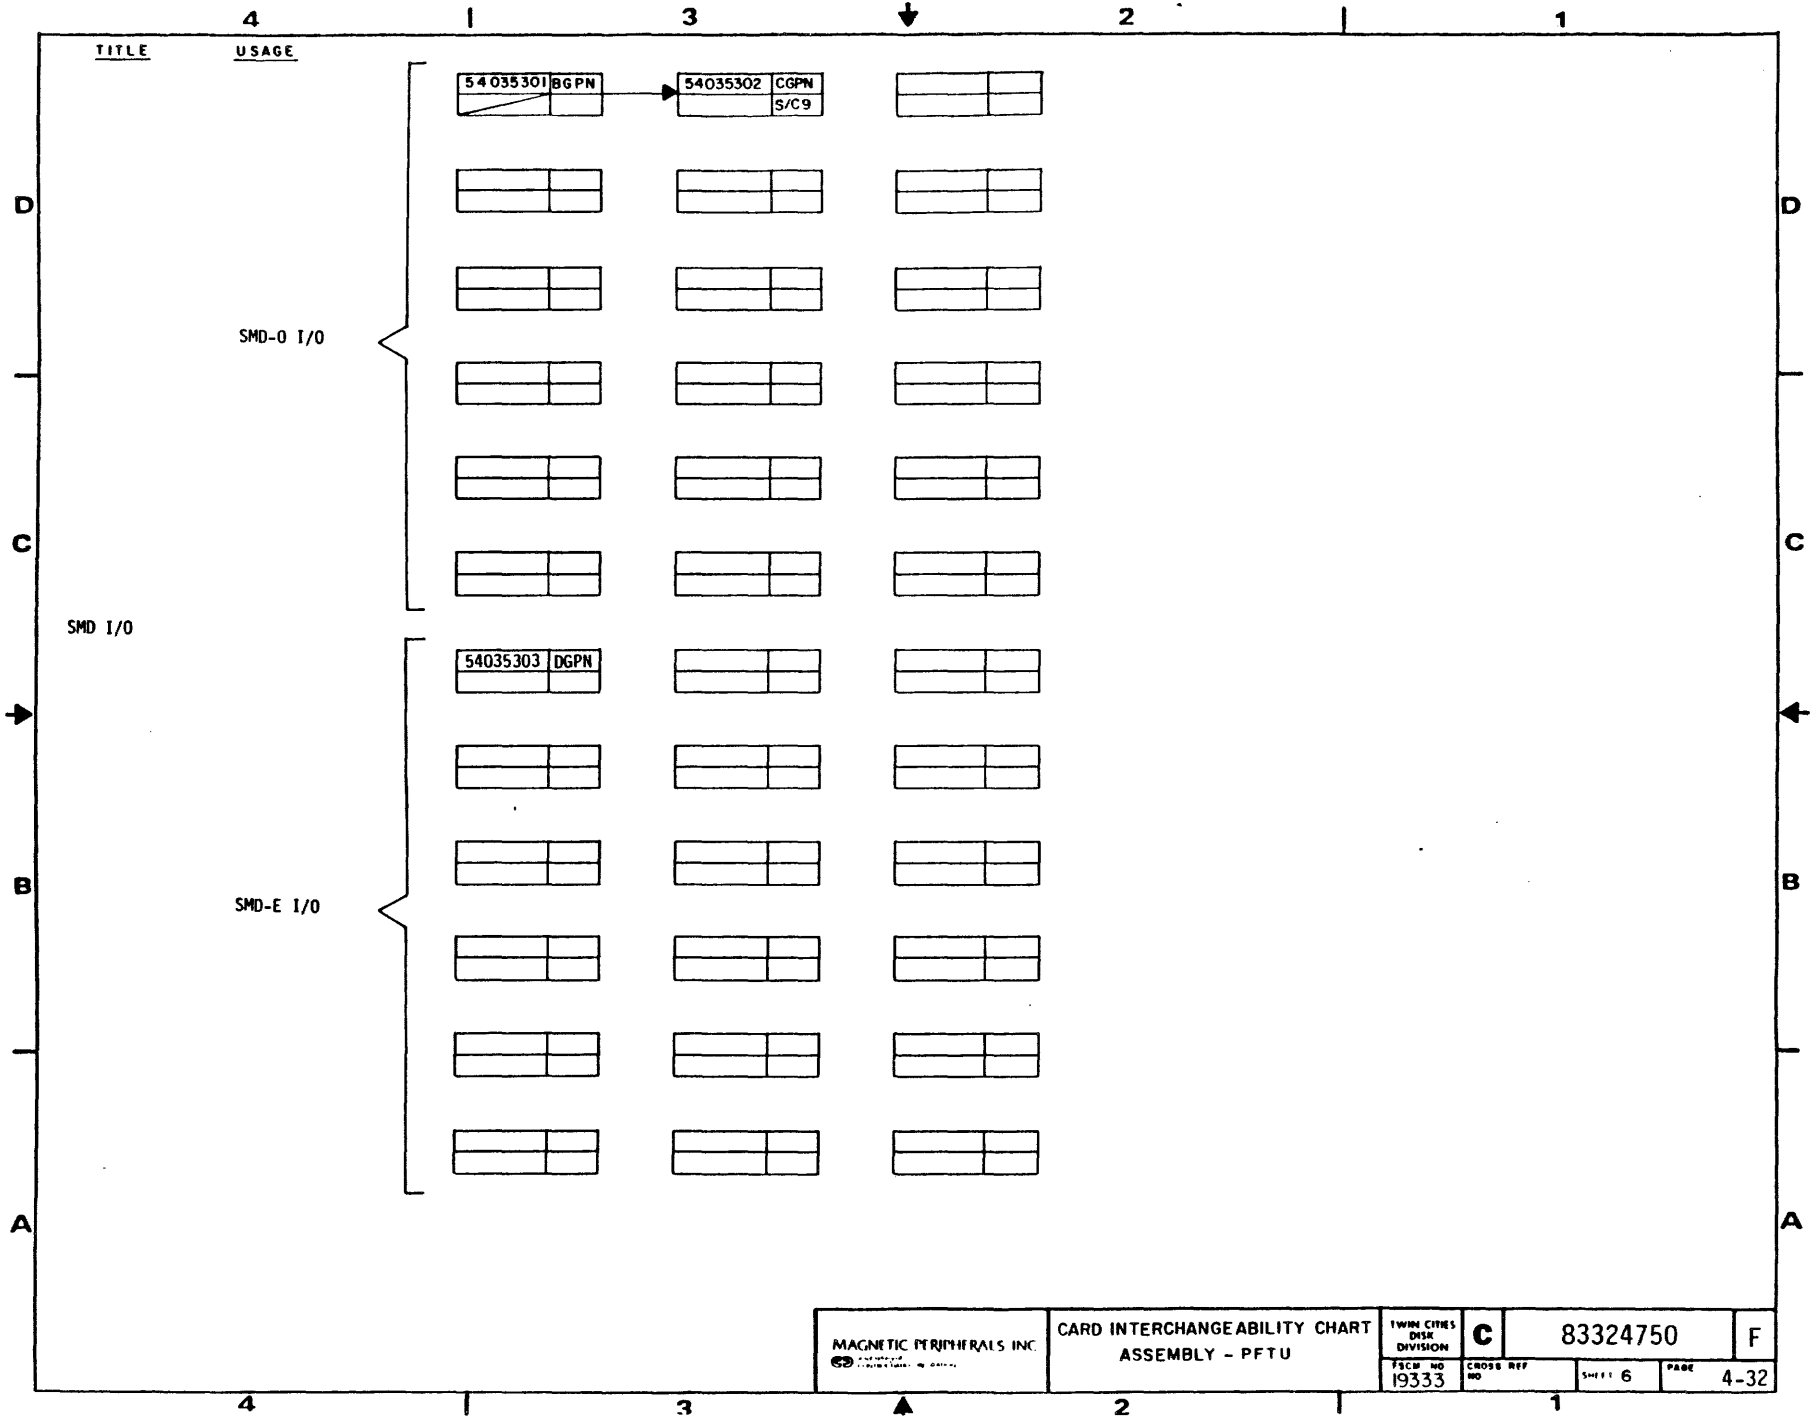 4 3 2 1
TITLE USAGE
54035301 BGPN 54035302 CGPN
S/C9
D D
SMD-0 I/O
C C
SMD I/O
54035303 DGPN
B B
SMD-E I/O
A A
MAGNETIC PERIPHERALS INC.
CARD INTERCHANGEABILITY CHART
ASSEMBLY - PFTU
TWIN CITIES
DISK
DIVISION
C
83324750
F
FSCM NO
19333
CROSS REF
NO
SHEET 6
PAGE
4-32
4 3 2 1